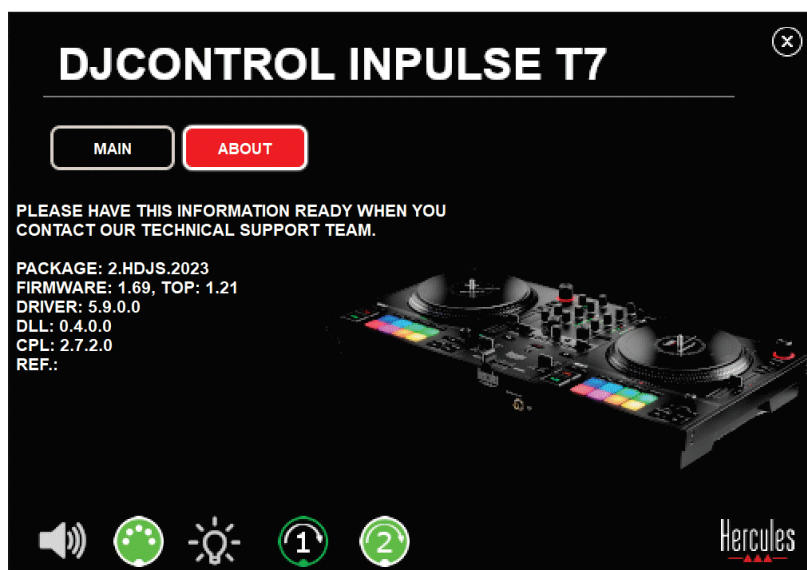 DJCONTROL INPULSE T7
MAIN
ABOUT
PLEASE HAVE THIS INFORMATION READY WHEN YOU
CONTACT OUR TECHNICAL SUPPORT TEAM.
PACKAGE: 2.HDJS.2023
FIRMWARE: 1.69, TOP: 1.21
DRIVER: 5.9.0.0
DLL: 0.4.0.0
CPL: 2.7.2.0
REF.:
1
2
Hercules